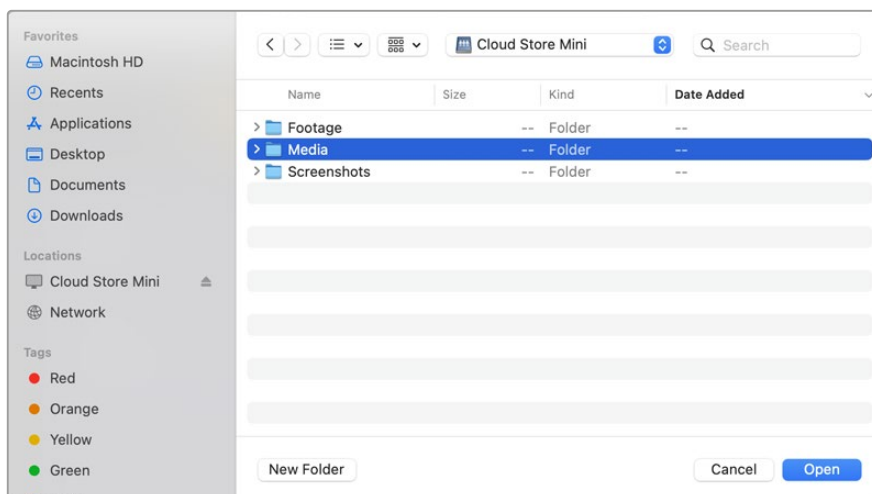 Favorites
Macintosh HD
Recents
Applications
Desktop
Documents
Downloads
Locations
Cloud Store Mini
Network
Tags
Red
Orange
Yellow
Green
Cloud Store Mini
Search
Name Size Kind Date Added
Footage -- Folder --
Media -- Folder --
Screenshots -- Folder --
New Folder Cancel Open